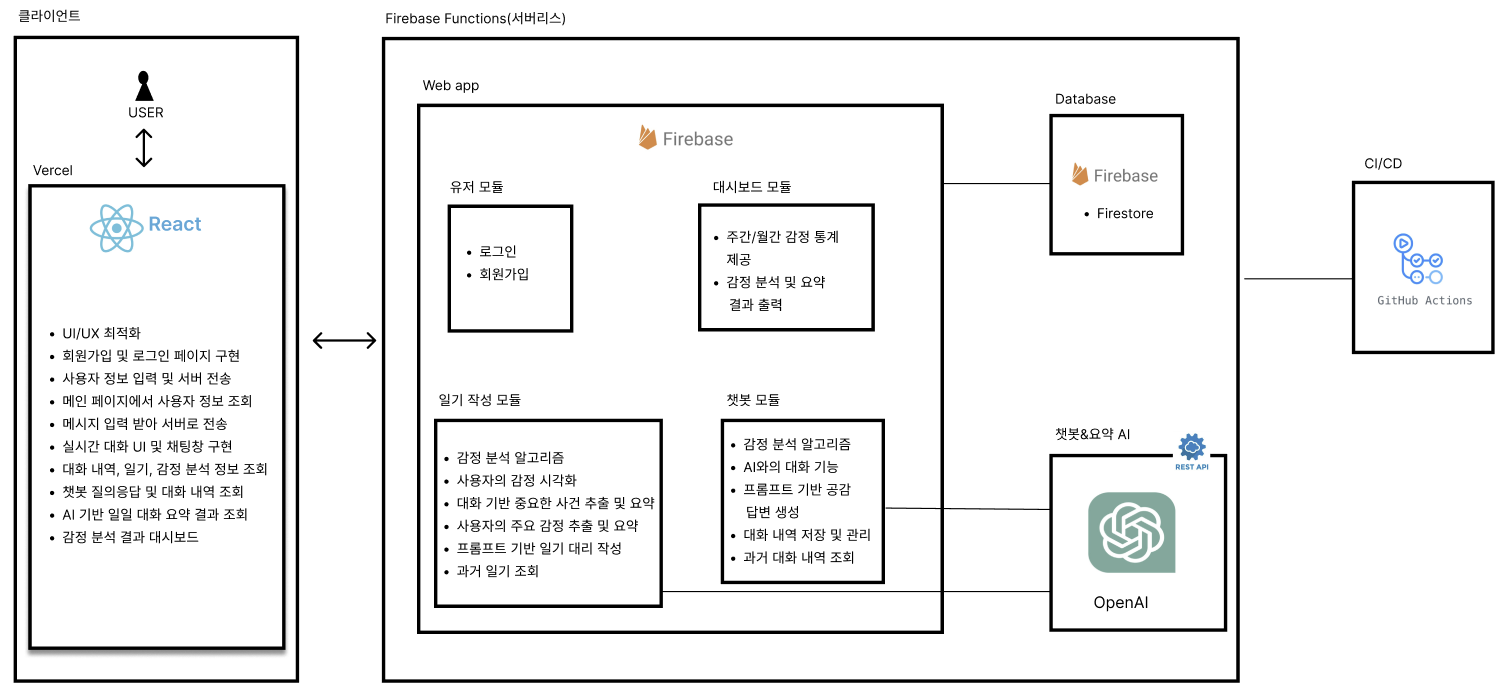 클라이언트
USER
Vercel
React
UI/UX 최적화
회원가입 및 로그인 페이지 구현
사용자 정보 입력 및 서버 전송
메인 페이지에서 사용자 정보 조회
메시지 입력 받아 서버로 전송
실시간 대화 UI 및 채팅창 구현
대화 내역, 일기, 감정 분석 정보 조회
챗봇 질의응답 및 대화 내역 조회
AI 기반 일일 대화 요약 결과 조회
감정 분석 결과 대시보드
Firebase Functions(서버리스)
Web app
Firebase
유저 모듈
로그인
회원가입
대시보드 모듈
주간/월간 감정 통계
제공
감정 분석 및 요약
결과 출력
일기 작성 모듈
감정 분석 알고리즘
사용자의 감정 시각화
대화 기반 중요한 사건 추출 및 요약
사용자의 주요 감정 추출 및 요약
프롬프트 기반 일기 대리 작성
과거 일기 조회
챗봇 모듈
감정 분석 알고리즘
AI와의 대화 기능
프롬프트 기반 공감
답변 생성
대화 내역 저장 및 관리
과거 대화 내역 조회
Database
Firebase
Firestore
챗봇&요약 AI
REST API
OpenAI
CI/CD
GitHub Actions